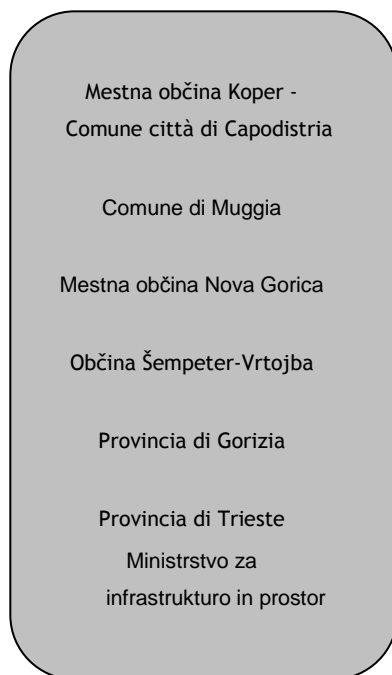 Mestna občina Koper -
Comune città di Capodistria
Comune di Muggia
Mestna občina Nova Gorica
Občina Šempeter-Vrtojba
Provincia di Gorizia
Provincia di Trieste
Ministrstvo za
infrastrukturo in prostor